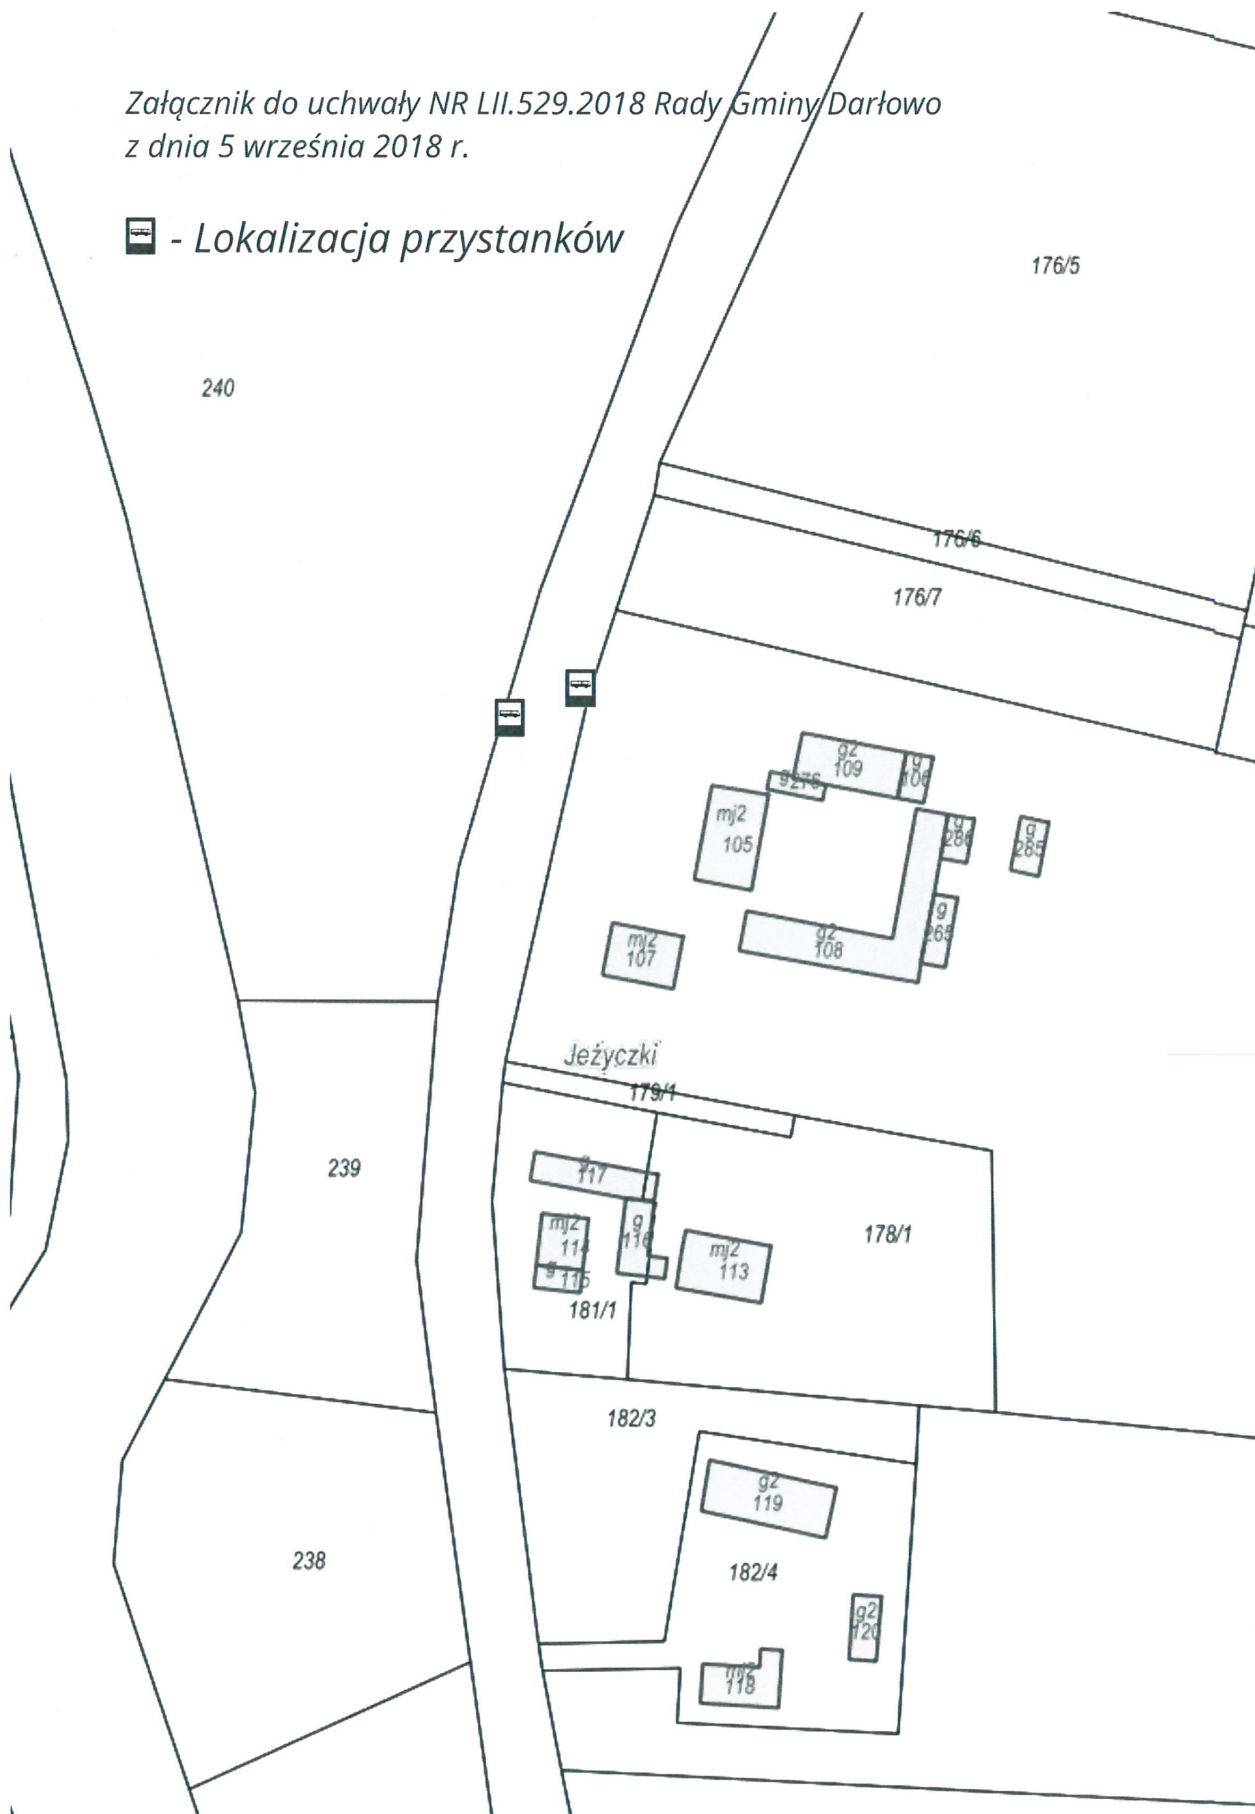 Załącznik do uchwały NR LII.529.2018 Rady Gminy Darłowo
z dnia 5 września 2018 r.
- Lokalizacja przystanków
176/5
240
176/6
176/7
g2
109
g
106
g276
mj2
105
g
286
g
285
g
265
g2
108
mj2
107
Jeżyczki
179/1
239
g
117
mj2
114
g
115
g
116
mj2
113
178/1
181/1
182/3
g2
119
238
182/4
g2
120
mj2
118